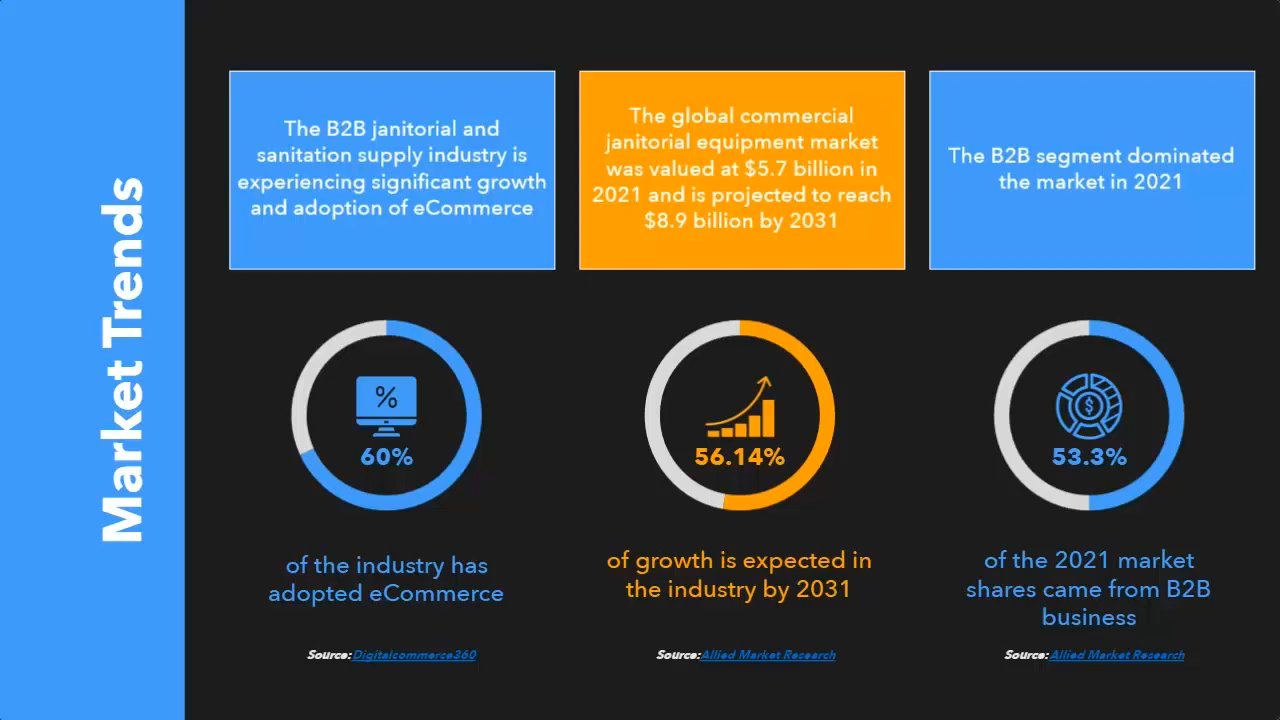 Market Trends
The B2B janitorial and
sanitation supply industry is
experiencing significant growth
and adoption of eCommerce
The global commercial
janitorial equipment market
was valued at $5.7 billion in
2021 and is projected to reach
$8.9 billion by 2031
The B2B segment dominated
the market in 2021
%
60%
of the industry has
adopted eCommerce
Source: Digitalcommerce360
56.14%
of growth is expected in
the industry by 2031
Source: Allied Market Research
$
53.3%
of the 2021 market
shares came from B2B
business
Source: Allied Market Research